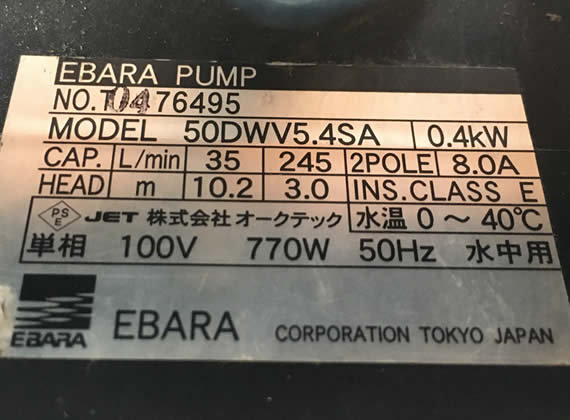 EBARA PUMP
NO.T0476495
MODEL 50DWV5.4SA 0.4kW
CAP. L/min 35 245 2POLE 8.0A
HEAD m 10.2 3.0 INS.CLASS E
PS E JET 株式会社 オークテック 水温 0 ～ 40℃
単相 100V 770W 50Hz 水中用
EBARA EBARA CORPORATION TOKYO JAPAN